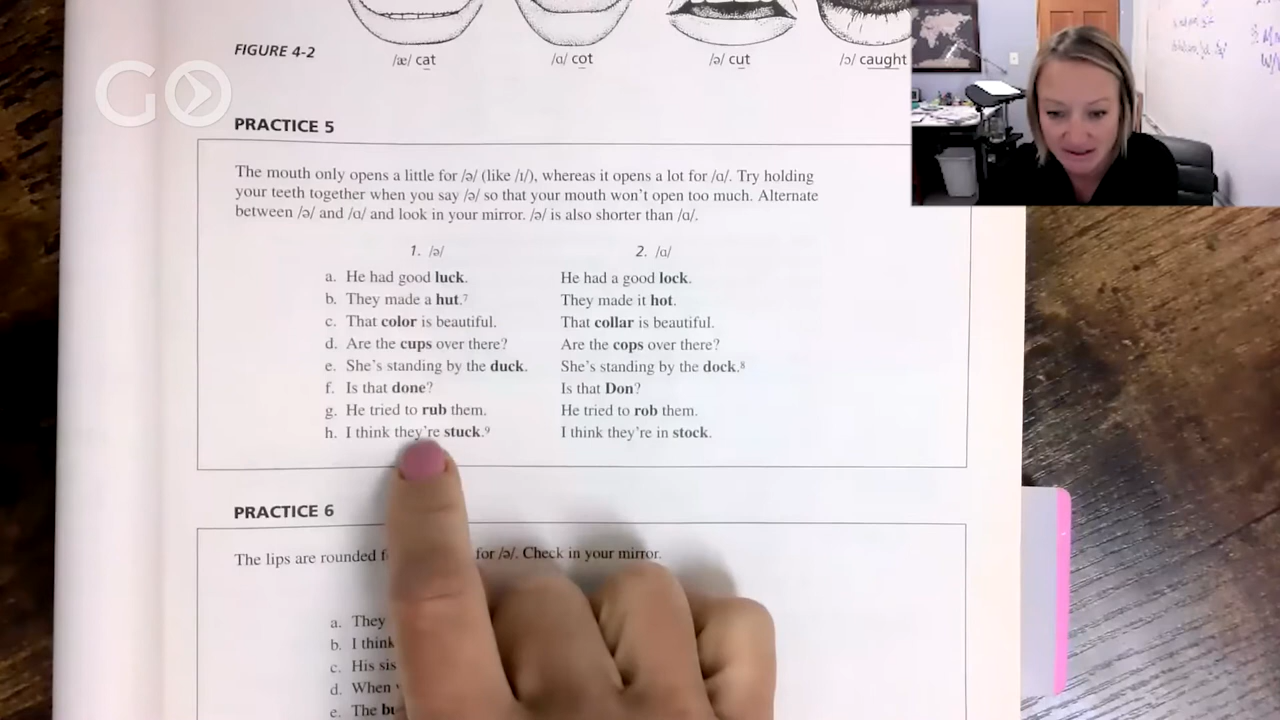 FIGURE 4-2
/æ/ cat /ɑ/ cot /ə/ cut /ɔ/ caught
GO
PRACTICE 5
The mouth only opens a little for /ə/ (like /ɪ/), whereas it opens a lot for /ɑ/. Try holding
your teeth together when you say /ə/ so that your mouth won't open too much. Alternate
between /ə/ and /ɑ/ and look in your mirror. /ə/ is also shorter than /ɑ/.
1. /ə/ 2. /ɑ/
a. He had good luck. He had a good lock.
b. They made a hut.⁷ They made it hot.
c. That color is beautiful. That collar is beautiful.
d. Are the cups over there? Are the cops over there?
e. She's standing by the duck. She's standing by the dock.⁸
f. Is that done? Is that Don?
g. He tried to rub them. He tried to rob them.
h. I think they're stuck.⁹ I think they're in stock.
PRACTICE 6
The lips are rounded for /ə/. Check in your mirror.
a. They
b. I think
c. His sis
d. When
e. The bu